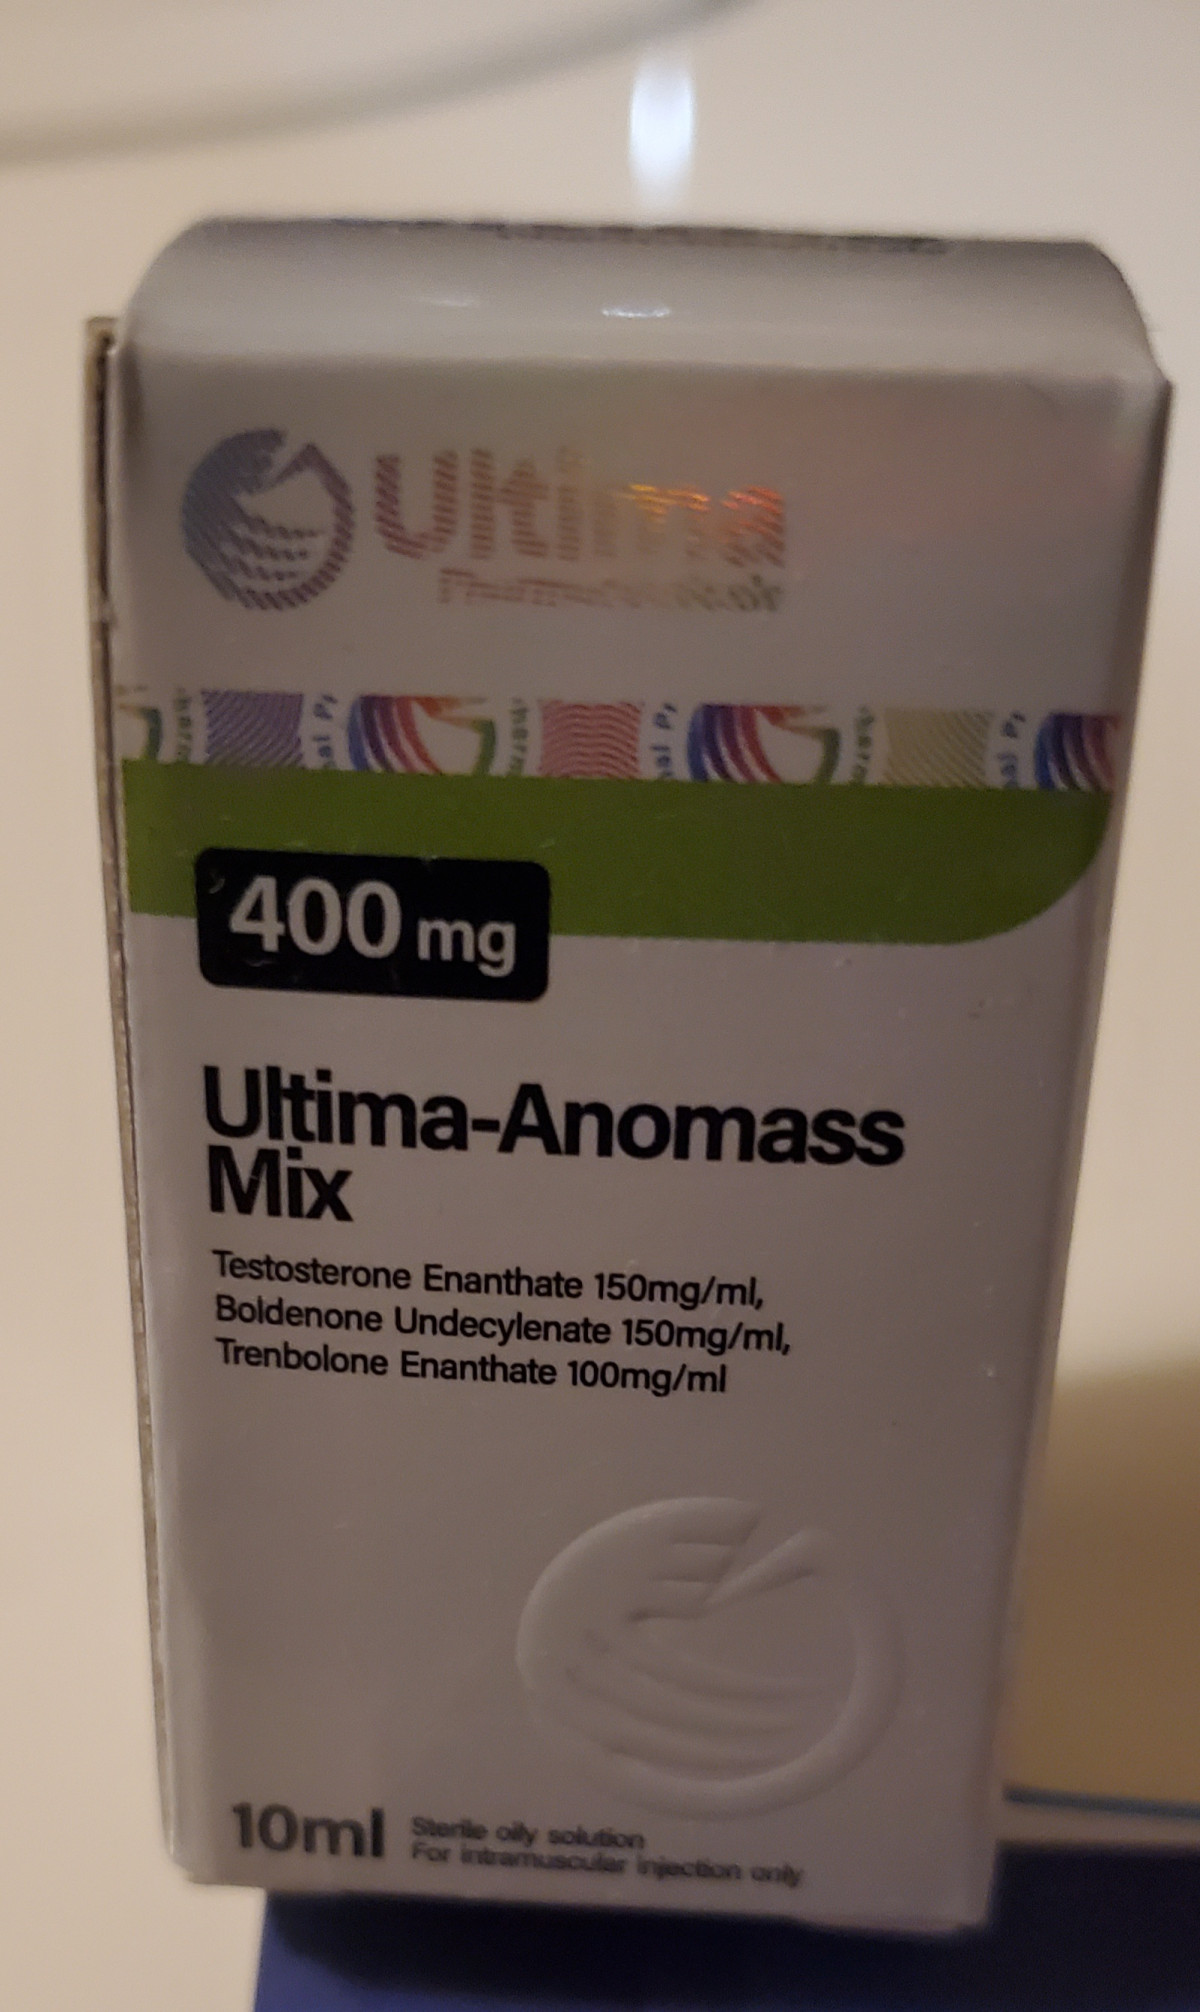 Ultima
Pharmaceuticals
400 mg
Ultima-Anomass
Mix
Testosterone Enanthate 150mg/ml,
Boldenone Undecylenate 150mg/ml,
Trenbolone Enanthate 100mg/ml
10ml Sterile oily solution
For intramuscular injection only